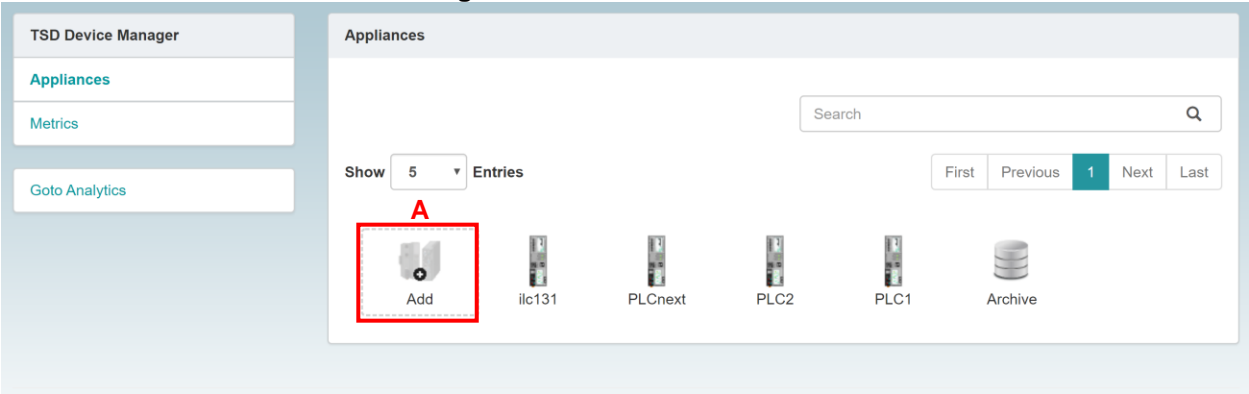 TSD Device Manager
Appliances
Metrics
Goto Analytics
Appliances
Search
Show 5 Entries
First Previous 1 Next Last
A
Add ilc131 PLCnext PLC2 PLC1 Archive